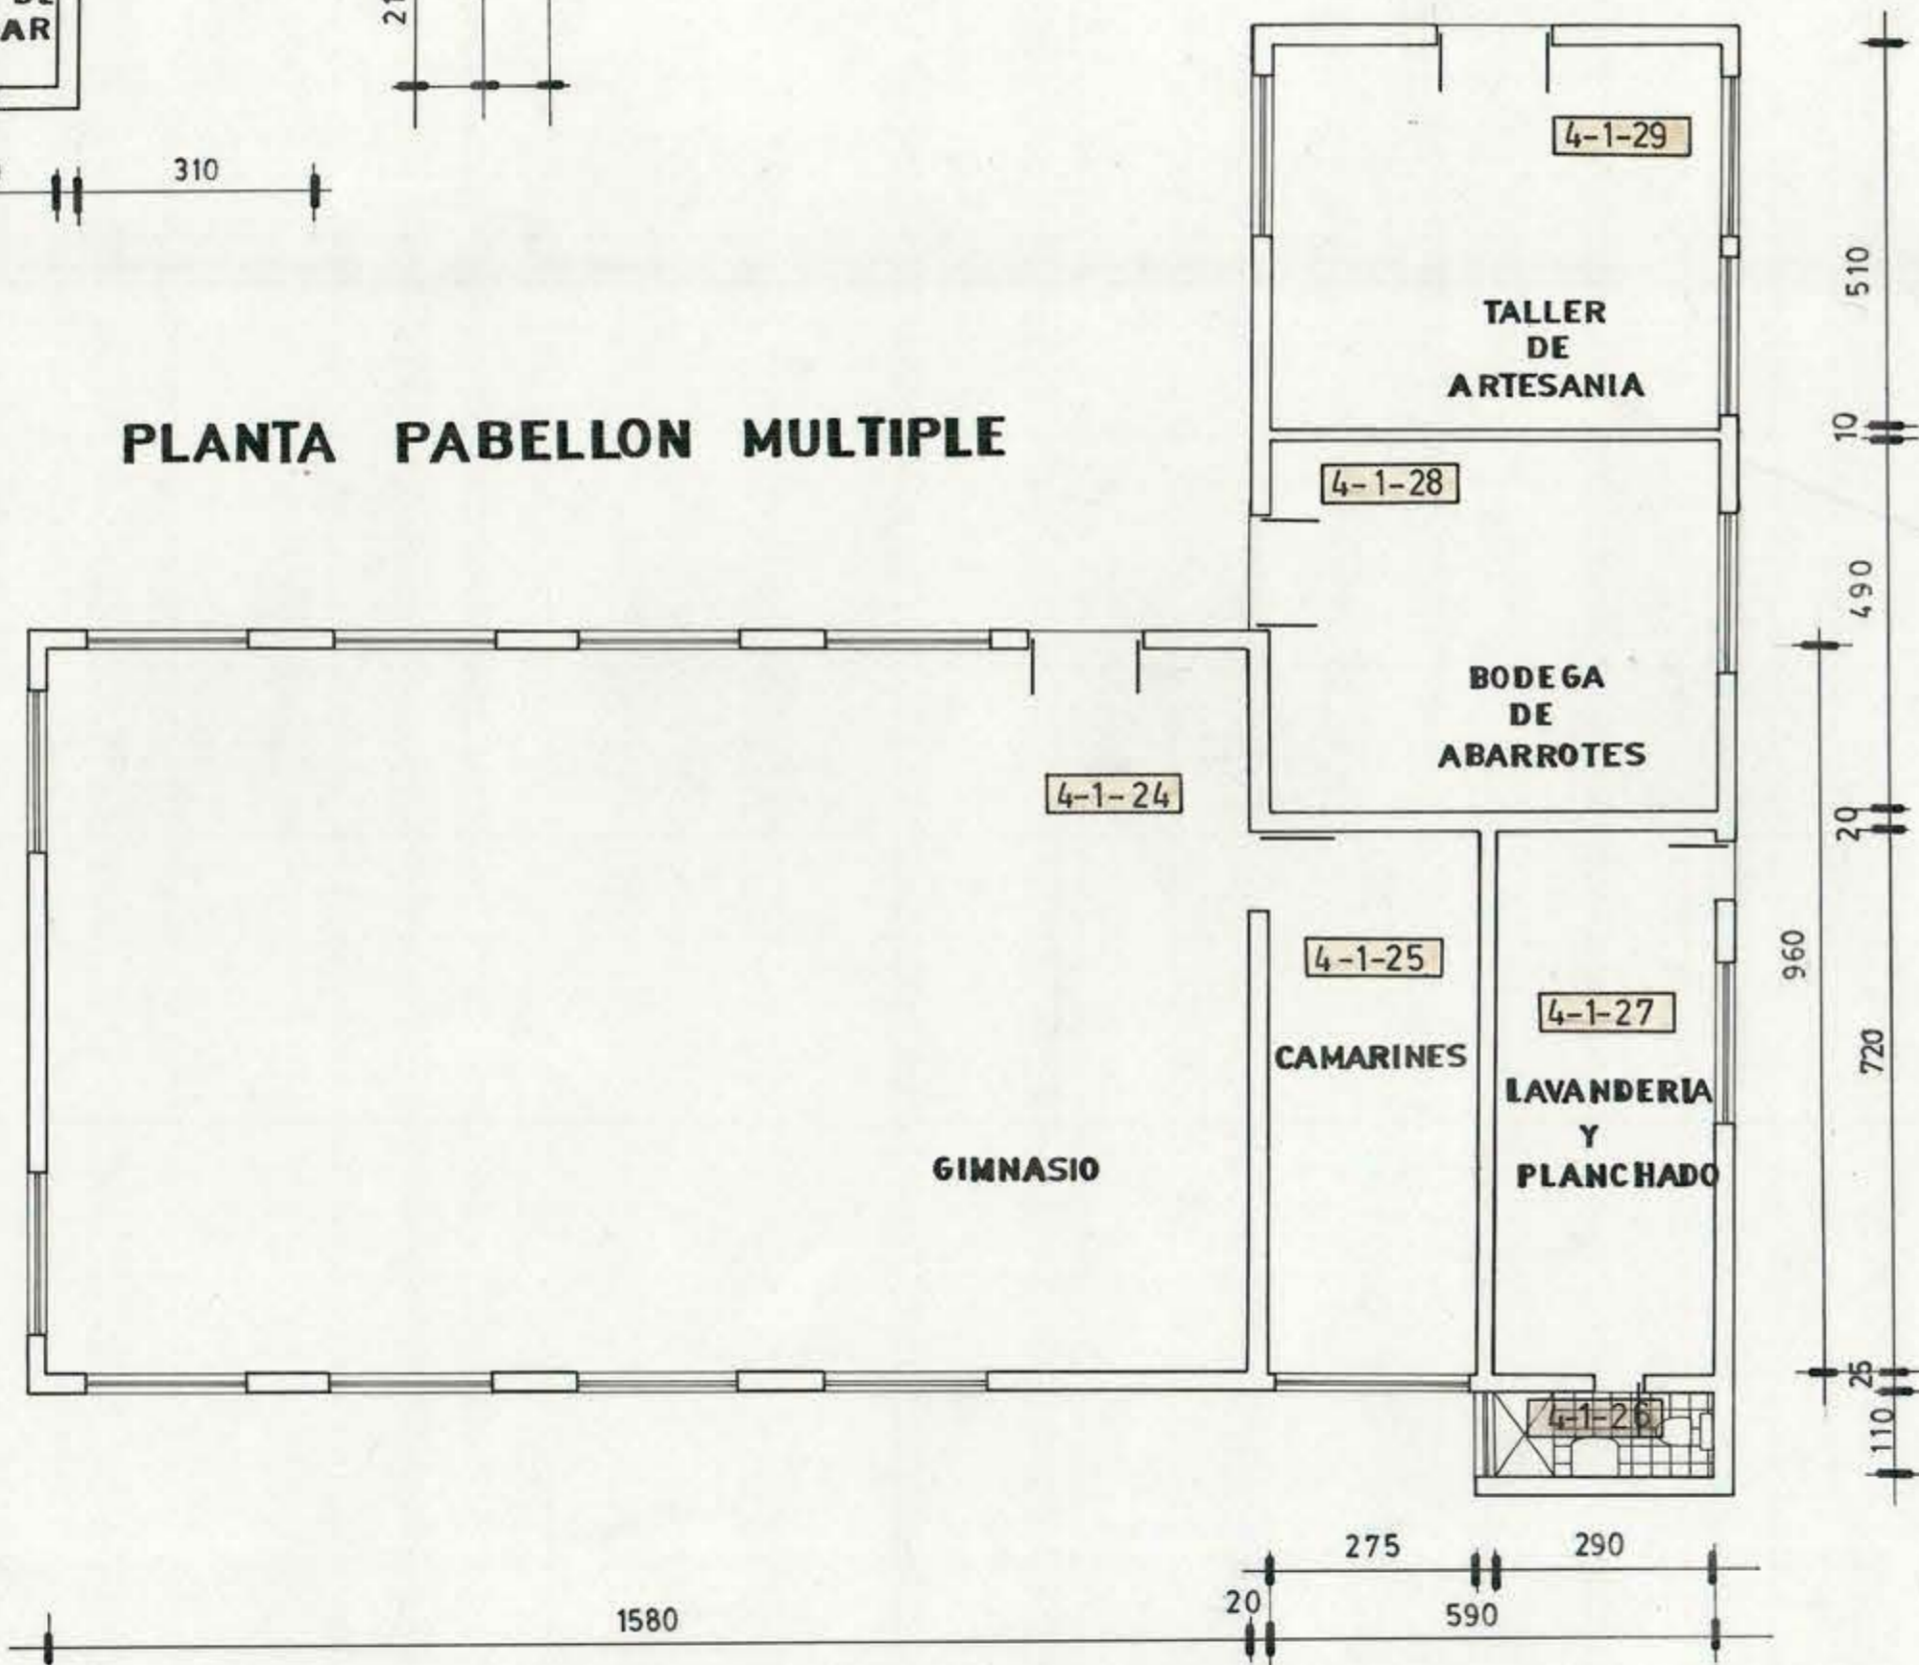 AR
310
4-1-29
510
TALLER
DE
ARTESANIA
10
PLANTA PABELLON MULTIPLE
4-1-28
490
BODEGA
DE
ABARROTES
4-1-24
20
4-1-25
960
4-1-27
720
CAMARINES
LAVANDERIA
Y
PLANCHADO
GIMNASIO
25
4-1-26
110
275
290
20
590
1580